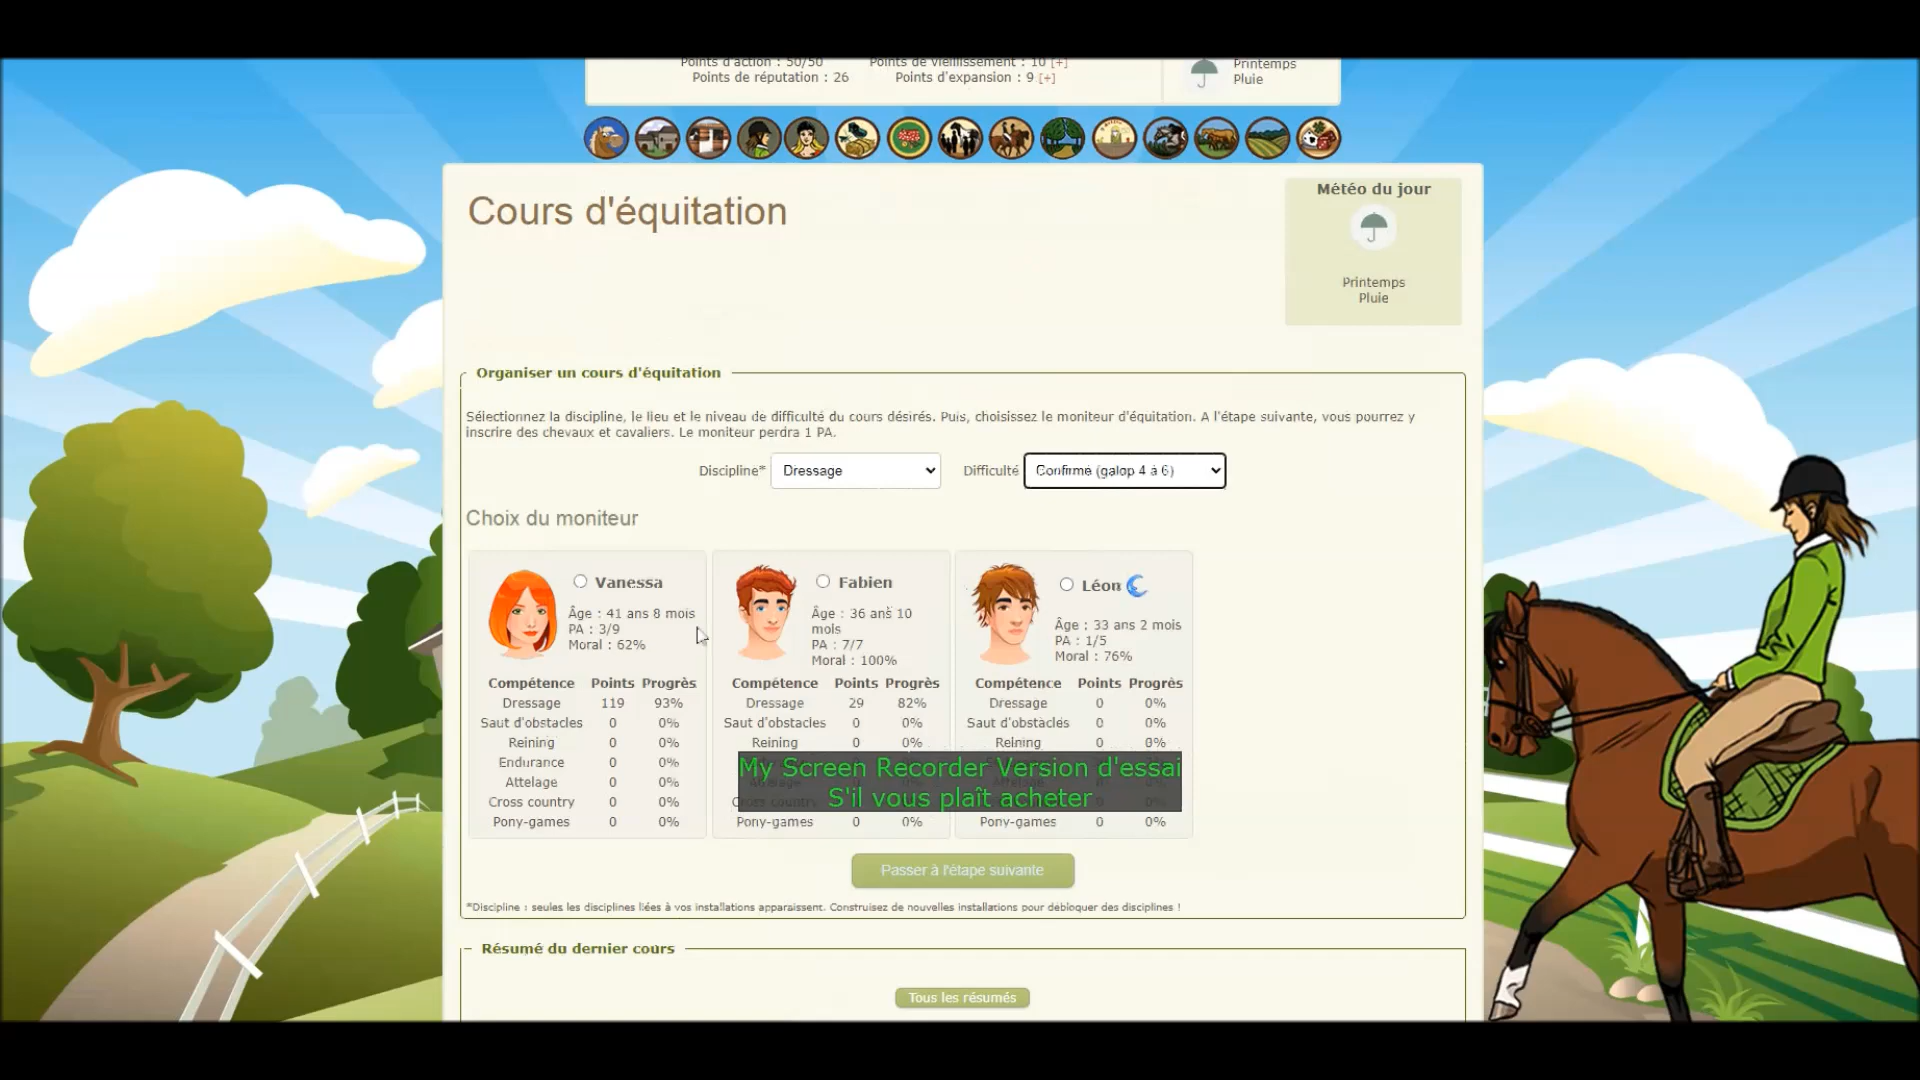 Points d'action : 50/50
Points de vieillissement : 10 [+]
Points de réputation : 26
Points d'expansion : 9 [+]
Printemps
Pluie
Cours d'équitation
Météo du jour
Printemps
Pluie
Organiser un cours d'équitation
Sélectionnez la discipline, le lieu et le niveau de difficulté du cours désirés. Puis, choisissez le moniteur d'équitation. A l'étape suivante, vous pourrez y
inscrire des chevaux et cavaliers. Le moniteur perdra 1 PA.
Discipline* Dressage Difficulté Confirmé (galop 4 à 6)
Choix du moniteur
Vanessa
Âge : 41 ans 8 mois
PA : 3/9
Moral : 62%
Compétence Points Progrès
Dressage 119 93%
Saut d'obstacles 0 0%
Reining 0 0%
Endurance 0 0%
Attelage 0 0%
Cross country 0 0%
Pony-games 0 0%
Fabien
Âge : 36 ans 10
mois
PA : 7/7
Moral : 100%
Compétence Points Progrès
Dressage 29 82%
Saut d'obstacles 0 0%
Reining 0 0%
Attelage
Cross country
Pony-games 0 0%
Léon
Âge : 33 ans 2 mois
PA : 1/5
Moral : 76%
Compétence Points Progrès
Dressage 0 0%
Saut d'obstacles 0 0%
Reining 0 0%
Pony-games 0 0%
My Screen Recorder Version d'essai
S'il vous plaît acheter
Passer à l'étape suivante
*Discipline : seules les disciplines liées à vos installations apparaissent. Construisez de nouvelles installations pour débloquer des disciplines !
Résumé du dernier cours
Tous les résumés